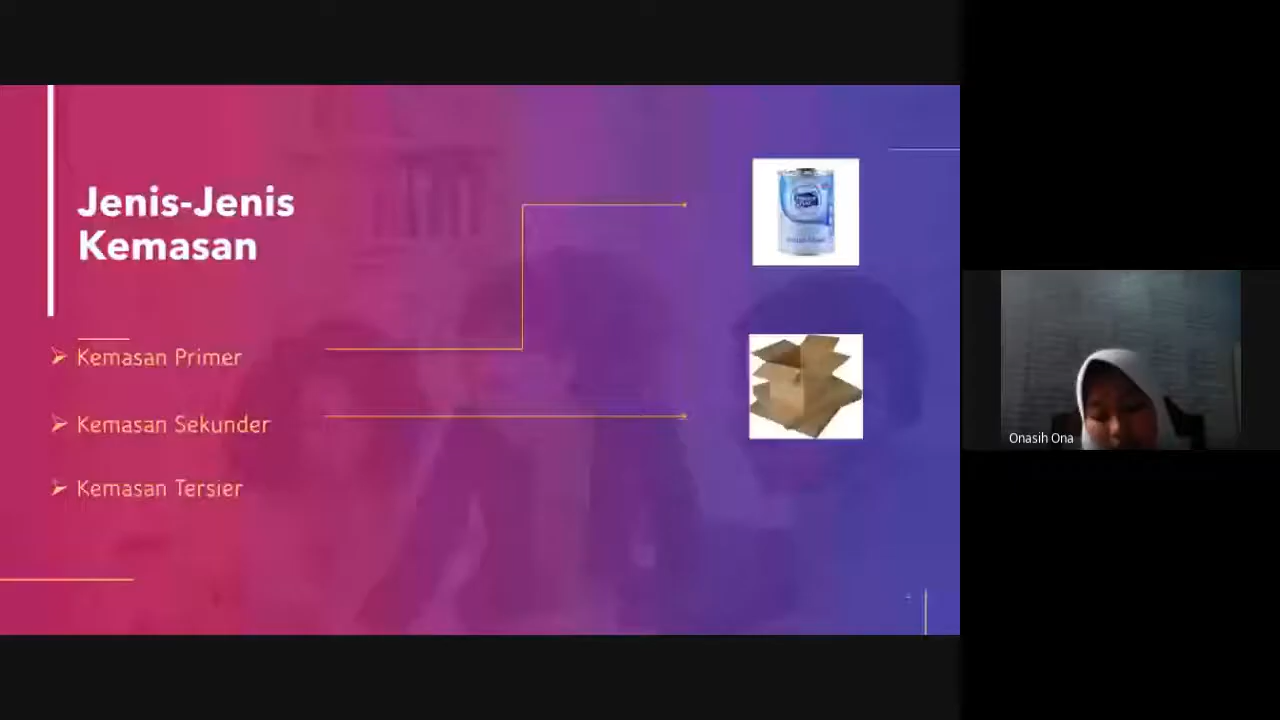 Jenis-Jenis
Kemasan
➢ Kemasan Primer
➢ Kemasan Sekunder
➢ Kemasan Tersier
Onasih Ona